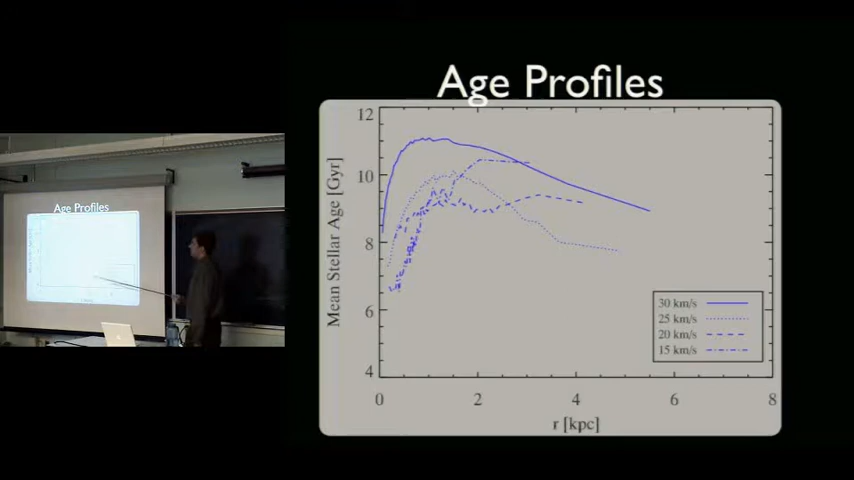 Age Profiles
Age Profiles
12
10
8
6
4
Mean Stellar Age [Gyr]
30 km/s
25 km/s
20 km/s
15 km/s
0 2 4 6 8
r [kpc]